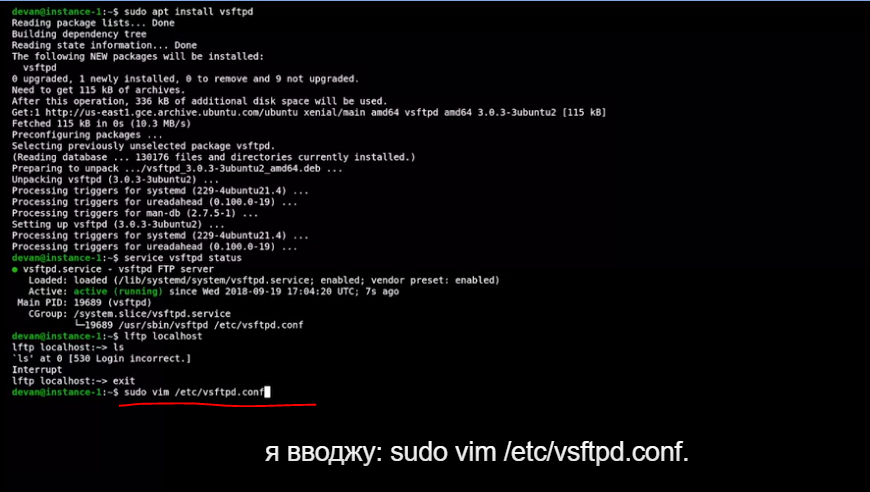 devan@instance-1:~$ sudo apt install vsftpd
Reading package lists... Done
Building dependency tree
Reading state information... Done
The following NEW packages will be installed:
  vsftpd
0 upgraded, 1 newly installed, 0 to remove and 9 not upgraded.
Need to get 115 kB of archives.
After this operation, 336 kB of additional disk space will be used.
Get:1 http://us-east1.gce.archive.ubuntu.com/ubuntu xenial/main amd64 vsftpd amd64 3.0.3-3ubuntu2 [115 kB]
Fetched 115 kB in 0s (10.3 MB/s)
Preconfiguring packages ...
Selecting previously unselected package vsftpd.
(Reading database ... 130176 files and directories currently installed.)
Preparing to unpack .../vsftpd_3.0.3-3ubuntu2_amd64.deb ...
Unpacking vsftpd (3.0.3-3ubuntu2) ...
Processing triggers for systemd (229-4ubuntu21.4) ...
Processing triggers for ureadahead (0.100.0-19) ...
Processing triggers for man-db (2.7.5-1) ...
Setting up vsftpd (3.0.3-3ubuntu2) ...
Processing triggers for systemd (229-4ubuntu21.4) ...
Processing triggers for ureadahead (0.100.0-19) ...
devan@instance-1:~$ service vsftpd status
● vsftpd.service - vsftpd FTP server
   Loaded: loaded (/lib/systemd/system/vsftpd.service; enabled; vendor preset: enabled)
   Active: active (running) since Wed 2018-09-19 17:04:20 UTC; 7s ago
 Main PID: 19689 (vsftpd)
   CGroup: /system.slice/vsftpd.service
           └─19689 /usr/sbin/vsftpd /etc/vsftpd.conf
devan@instance-1:~$ lftp localhost
lftp localhost:~> ls
`ls' at 0 [530 Login incorrect.]
Interrupt
lftp localhost:~> exit
devan@instance-1:~$ sudo vim /etc/vsftpd.conf
я вводжу: sudo vim /etc/vsftpd.conf.